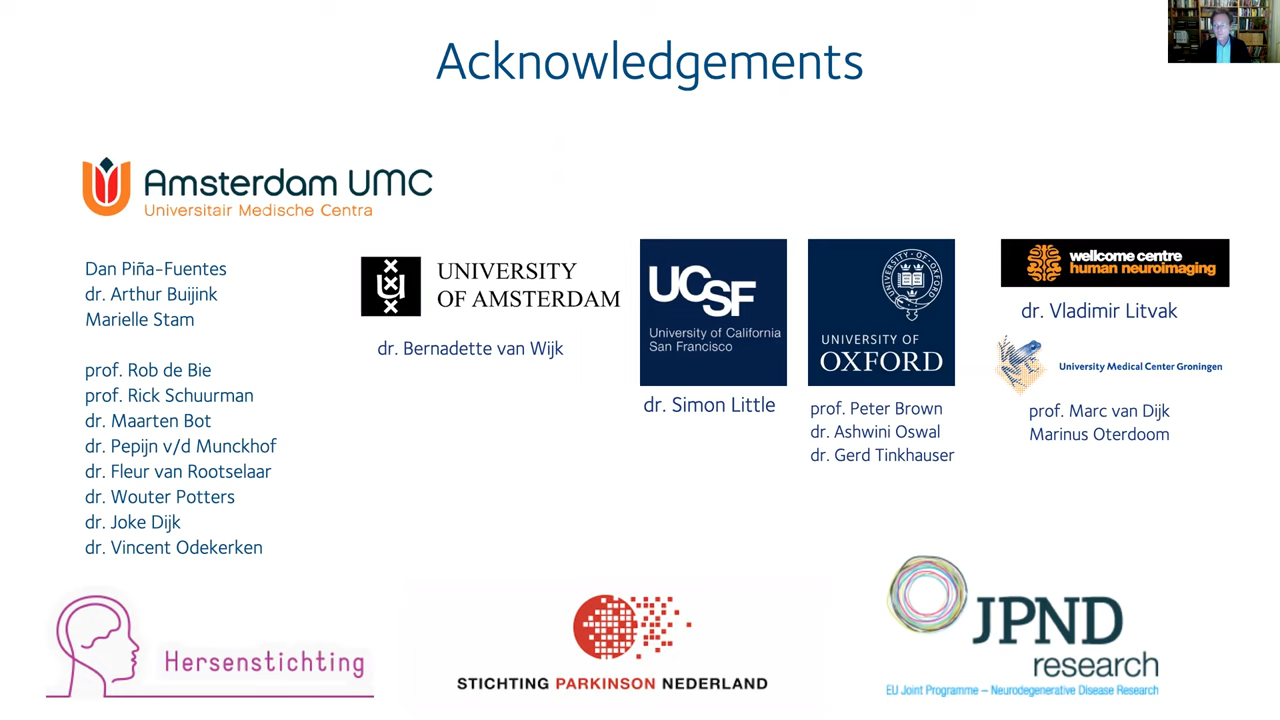 Acknowledgements
Amsterdam UMC
Universitair Medische Centra
Dan Piña-Fuentes
dr. Arthur Buijink
Marielle Stam
prof. Rob de Bie
prof. Rick Schuurman
dr. Maarten Bot
dr. Pepijn v/d Munckhof
dr. Fleur van Rootselaar
dr. Wouter Potters
dr. Joke Dijk
dr. Vincent Odekerken
UNIVERSITY
OF AMSTERDAM
dr. Bernadette van Wijk
UCSF
University of California
San Francisco
dr. Simon Little
UNIVERSITY OF OXFORD
UNIVERSITY OF
OXFORD
prof. Peter Brown
dr. Ashwini Oswal
dr. Gerd Tinkhauser
wellcome centre
human neuroimaging
dr. Vladimir Litvak
University Medical Center Groningen
prof. Marc van Dijk
Marinus Oterdoom
Hersenstichting
STICHTING PARKINSON NEDERLAND
JPND
research
EU Joint Programme – Neurodegenerative Disease Research